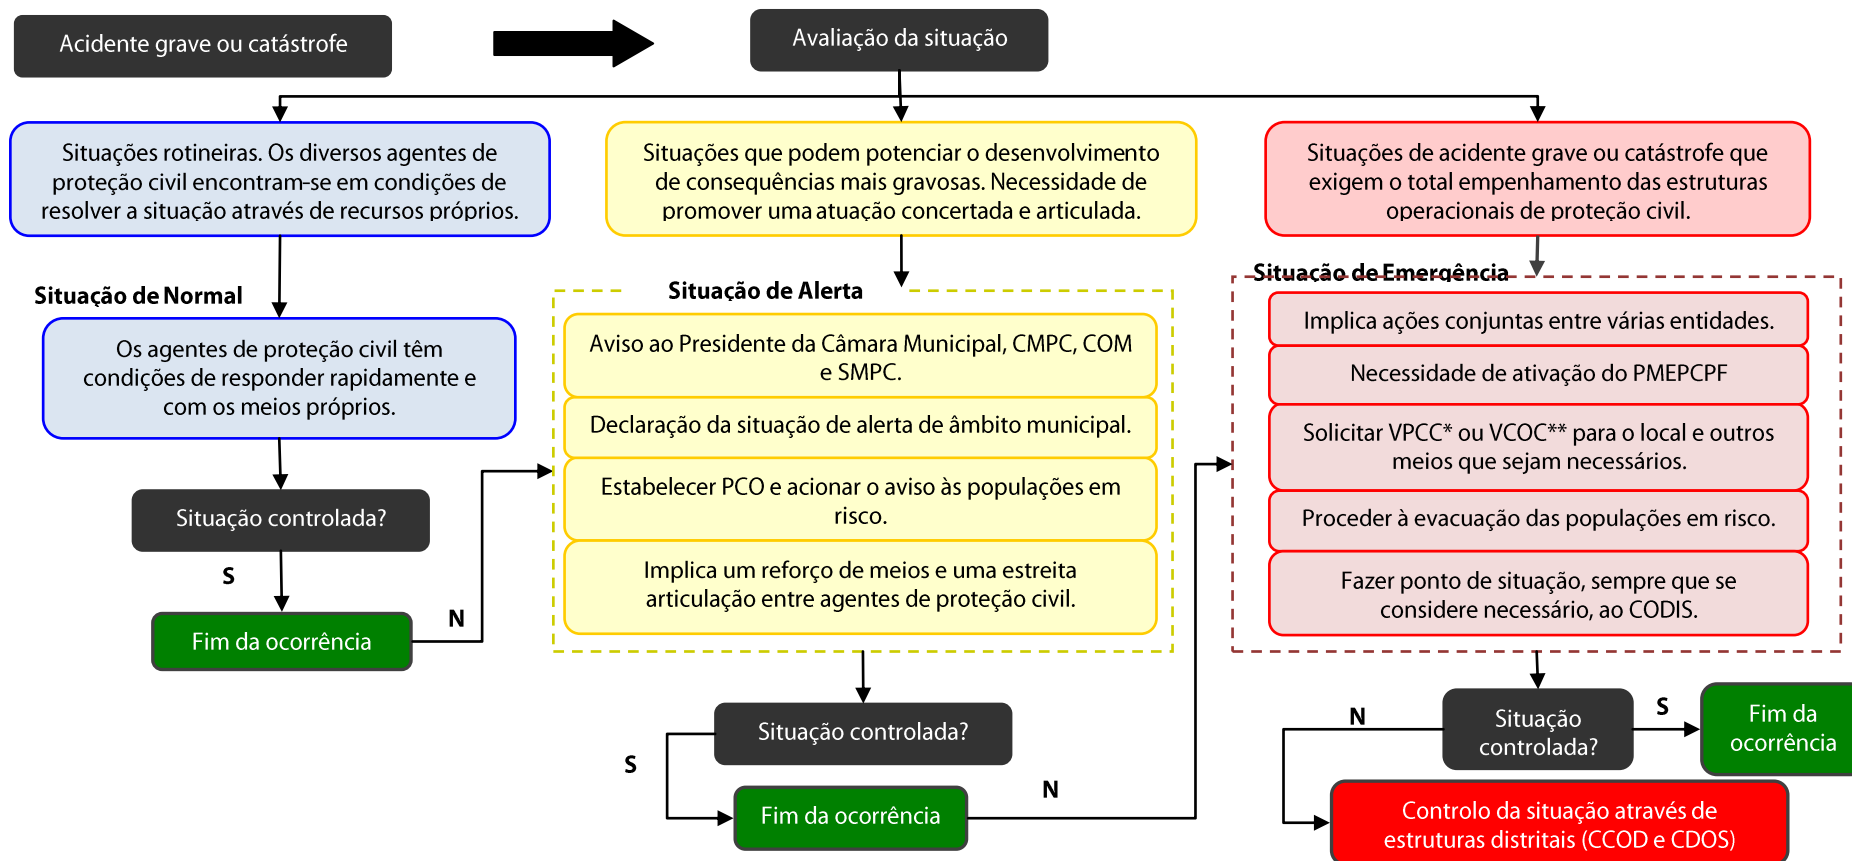 Acidente grave ou catástrofe
Avaliação da situação
Situações rotineiras. Os diversos agentes de
proteção civil encontram-se em condições de
resolver a situação através de recursos próprios.
Situações que podem potenciar o desenvolvimento
de consequências mais gravosas. Necessidade de
promover uma atuação concertada e articulada.
Situações de acidente grave ou catástrofe que
exigem o total empenhamento das estruturas
operacionais de proteção civil.
Situação de Normal
Os agentes de proteção civil têm
condições de responder rapidamente e
com os meios próprios.
Situação controlada?
S
Fim da ocorrência
N
Situação de Alerta
Aviso ao Presidente da Câmara Municipal, CMPC, COM
e SMPC.
Declaração da situação de alerta de âmbito municipal.
Estabelecer PCO e acionar o aviso às populações em
risco.
Implica um reforço de meios e uma estreita
articulação entre agentes de proteção civil.
Situação controlada?
S
Fim da ocorrência
N
Situação de Emergência
Implica ações conjuntas entre várias entidades.
Necessidade de ativação do PMEPCPF
Solicitar VPCC* ou VCOC** para o local e outros
meios que sejam necessários.
Proceder à evacuação das populações em risco.
Fazer ponto de situação, sempre que se
considere necessário, ao CODIS.
N
Situação
controlada?
S
Fim da
ocorrência
Controlo da situação através de
estruturas distritais (CCOD e CDOS)